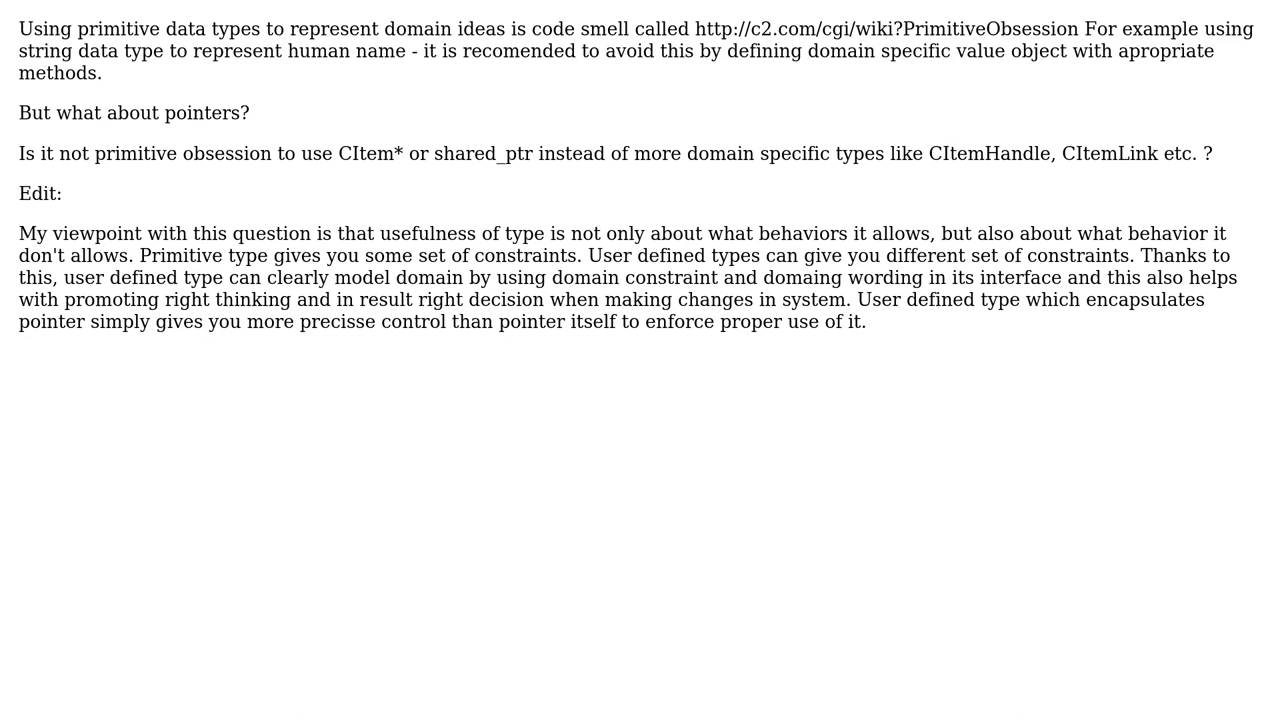 Using primitive data types to represent domain ideas is code smell called http://c2.com/cgi/wiki?PrimitiveObsession For example using
string data type to represent human name - it is recomended to avoid this by defining domain specific value object with apropriate
methods.
But what about pointers?
Is it not primitive obsession to use CItem* or shared_ptr instead of more domain specific types like CItemHandle, CItemLink etc. ?
Edit:
My viewpoint with this question is that usefulness of type is not only about what behaviors it allows, but also about what behavior it
don't allows. Primitive type gives you some set of constraints. User defined types can give you different set of constraints. Thanks to
this, user defined type can clearly model domain by using domain constraint and domaing wording in its interface and this also helps
with promoting right thinking and in result right decision when making changes in system. User defined type which encapsulates
pointer simply gives you more precisse control than pointer itself to enforce proper use of it.